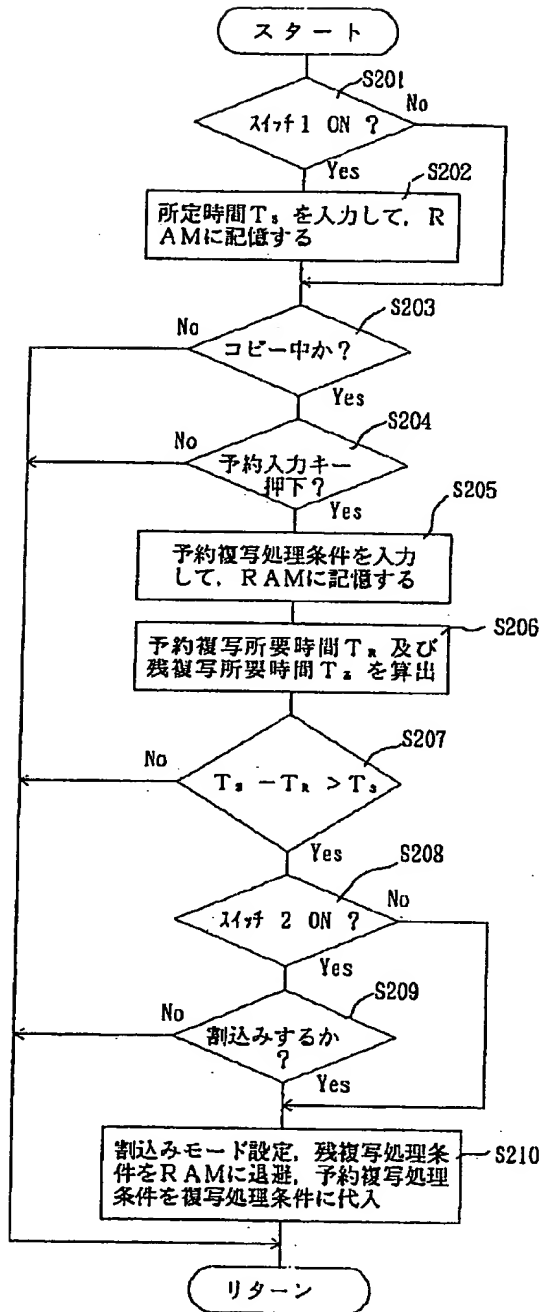 スタート
S201
スイッチ1 ON ?
No
Yes
S202
所定時間Tsを入力して，R
AMに記憶する
S203
No
コピー中か？
Yes
S204
No
予約入力キー
押下？
Yes
S205
予約複写処理条件を入力
して，RAMに記憶する
S206
予約複写所要時間TR 及び
残複写所要時間Tz を算出
S207
No
Yes
S208
スイッチ 2 ON ?
No
Yes
S209
No
割込みするか
？
Yes
割込みモード設定，残複写処理条
件をRAMに退避，予約複写処理
条件を複写処理条件に代入
S210
リターン